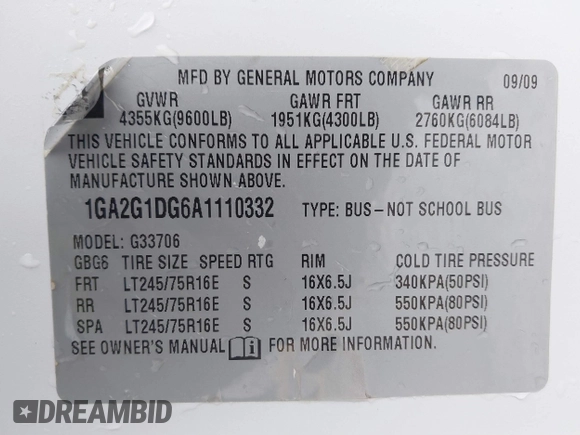 MFD BY GENERAL MOTORS COMPANY 09/09
GVWR GAWR FRT GAWR RR
4355KG(9600LB) 1951KG(4300LB) 2760KG(6084LB)
THIS VEHICLE CONFORMS TO ALL APPLICABLE U.S. FEDERAL MOTOR
VEHICLE SAFETY STANDARDS IN EFFECT ON THE DATE OF
MANUFACTURE SHOWN ABOVE.
1GA2G1DG6A1110332 TYPE: BUS–NOT SCHOOL BUS
MODEL: G33706
GBG6 TIRE SIZE SPEED RTG RIM COLD TIRE PRESSURE
FRT LT245/75R16E S 16X6.5J 340KPA(50PSI)
RR LT245/75R16E S 16X6.5J 550KPA(80PSI)
SPA LT245/75R16E S 16X6.5J 550KPA(80PSI)
SEE OWNER'S MANUAL i FOR MORE INFORMATION.
DREAMBID